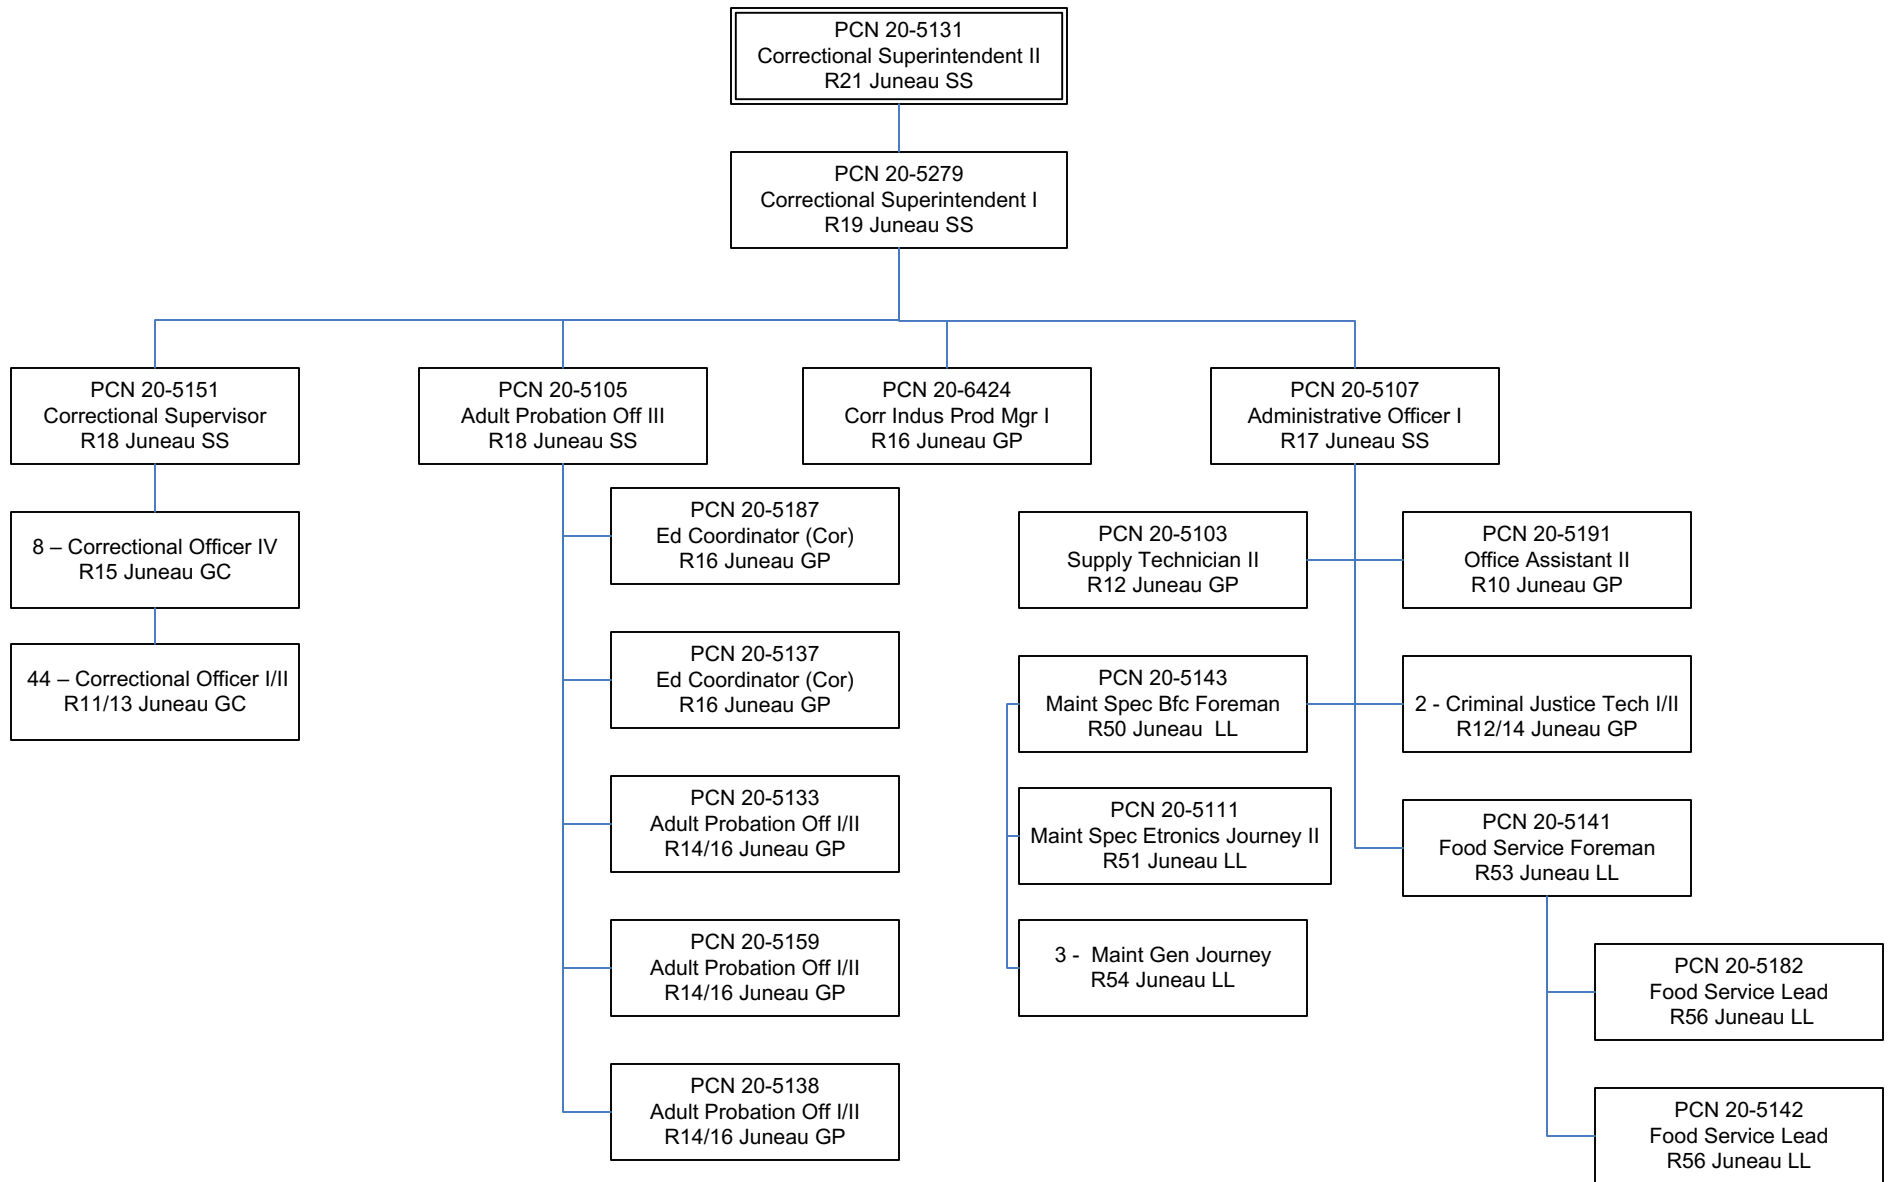 PCN 20-5131
Correctional Superintendent II
R21 Juneau SS
PCN 20-5279
Correctional Superintendent I
R19 Juneau SS
PCN 20-5151
Correctional Supervisor
R18 Juneau SS
8 – Correctional Officer IV
R15 Juneau GC
44 – Correctional Officer I/II
R11/13 Juneau GC
PCN 20-5105
Adult Probation Off III
R18 Juneau SS
PCN 20-5187
Ed Coordinator (Cor)
R16 Juneau GP
PCN 20-5137
Ed Coordinator (Cor)
R16 Juneau GP
PCN 20-5133
Adult Probation Off I/II
R14/16 Juneau GP
PCN 20-5159
Adult Probation Off I/II
R14/16 Juneau GP
PCN 20-5138
Adult Probation Off I/II
R14/16 Juneau GP
PCN 20-6424
Corr Indus Prod Mgr I
R16 Juneau GP
PCN 20-5107
Administrative Officer I
R17 Juneau SS
PCN 20-5103
Supply Technician II
R12 Juneau GP
PCN 20-5191
Office Assistant II
R10 Juneau GP
PCN 20-5143
Maint Spec Bfc Foreman
R50 Juneau  LL
2 - Criminal Justice Tech I/II
R12/14 Juneau GP
PCN 20-5111
Maint Spec Etronics Journey II
R51 Juneau LL
3 -  Maint Gen Journey
R54 Juneau LL
PCN 20-5141
Food Service Foreman
R53 Juneau LL
PCN 20-5182
Food Service Lead
R56 Juneau LL
PCN 20-5142
Food Service Lead
R56 Juneau LL